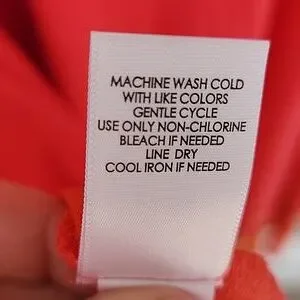 MACHINE WASH COLD
WITH LIKE COLORS
GENTLE CYCLE
USE ONLY NON-CHLORINE
BLEACH IF NEEDED
LINE DRY
COOL IRON IF NEEDED